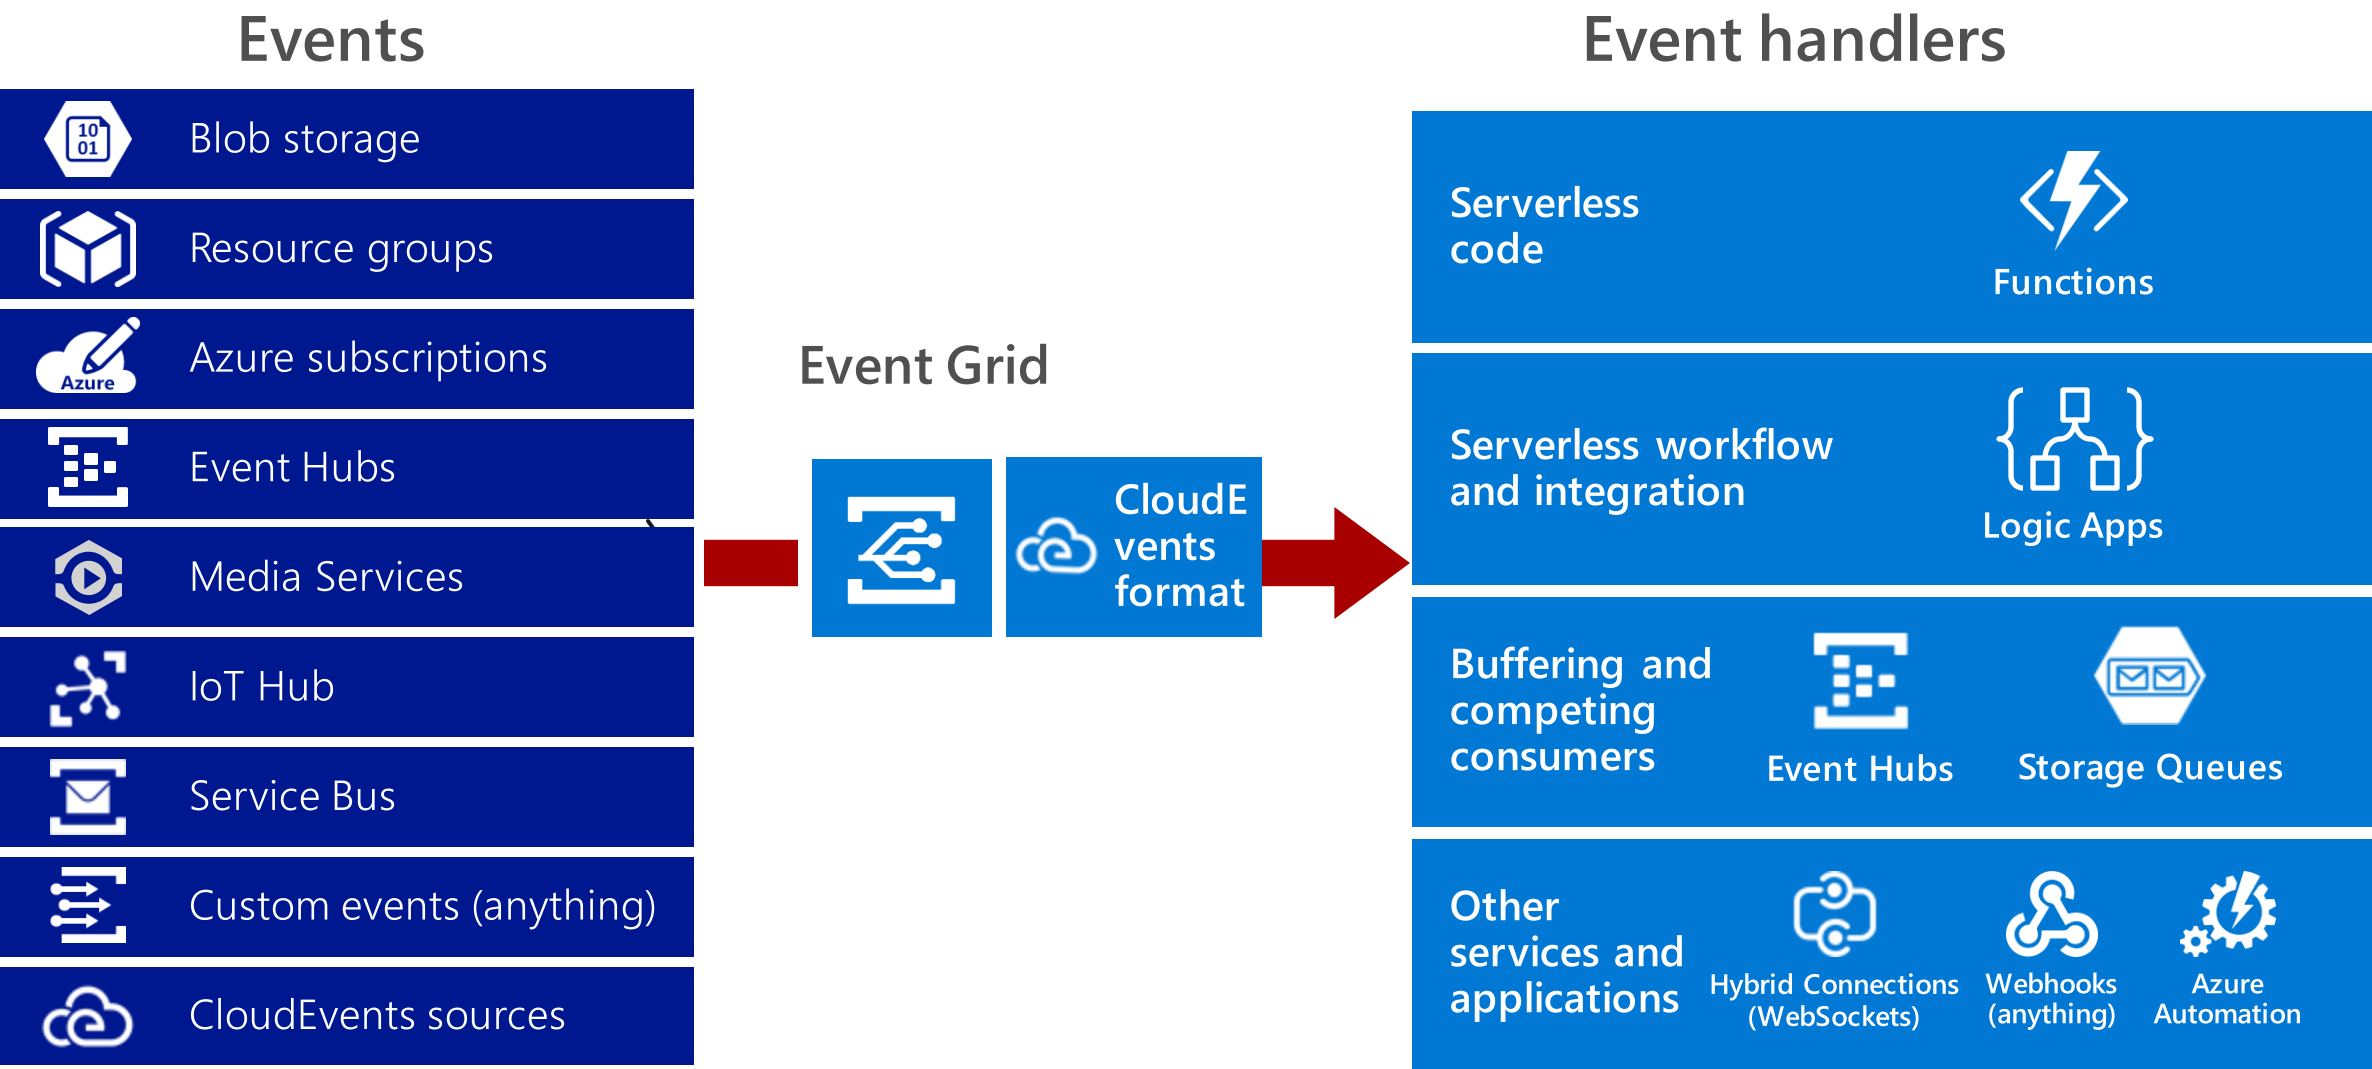 Events
10
01
Blob storage
Resource groups
Azure
Azure subscriptions
Event Hubs
Media Services
IoT Hub
Service Bus
Custom events (anything)
CloudEvents sources
Event Grid
CloudE
vents
format
Event handlers
Serverless
code
Functions
Serverless workflow
and integration
Logic Apps
Buffering and
competing
consumers
Event Hubs
Storage Queues
Other
services and
applications
Hybrid Connections
(WebSockets)
Webhooks
(anything)
Azure
Automation